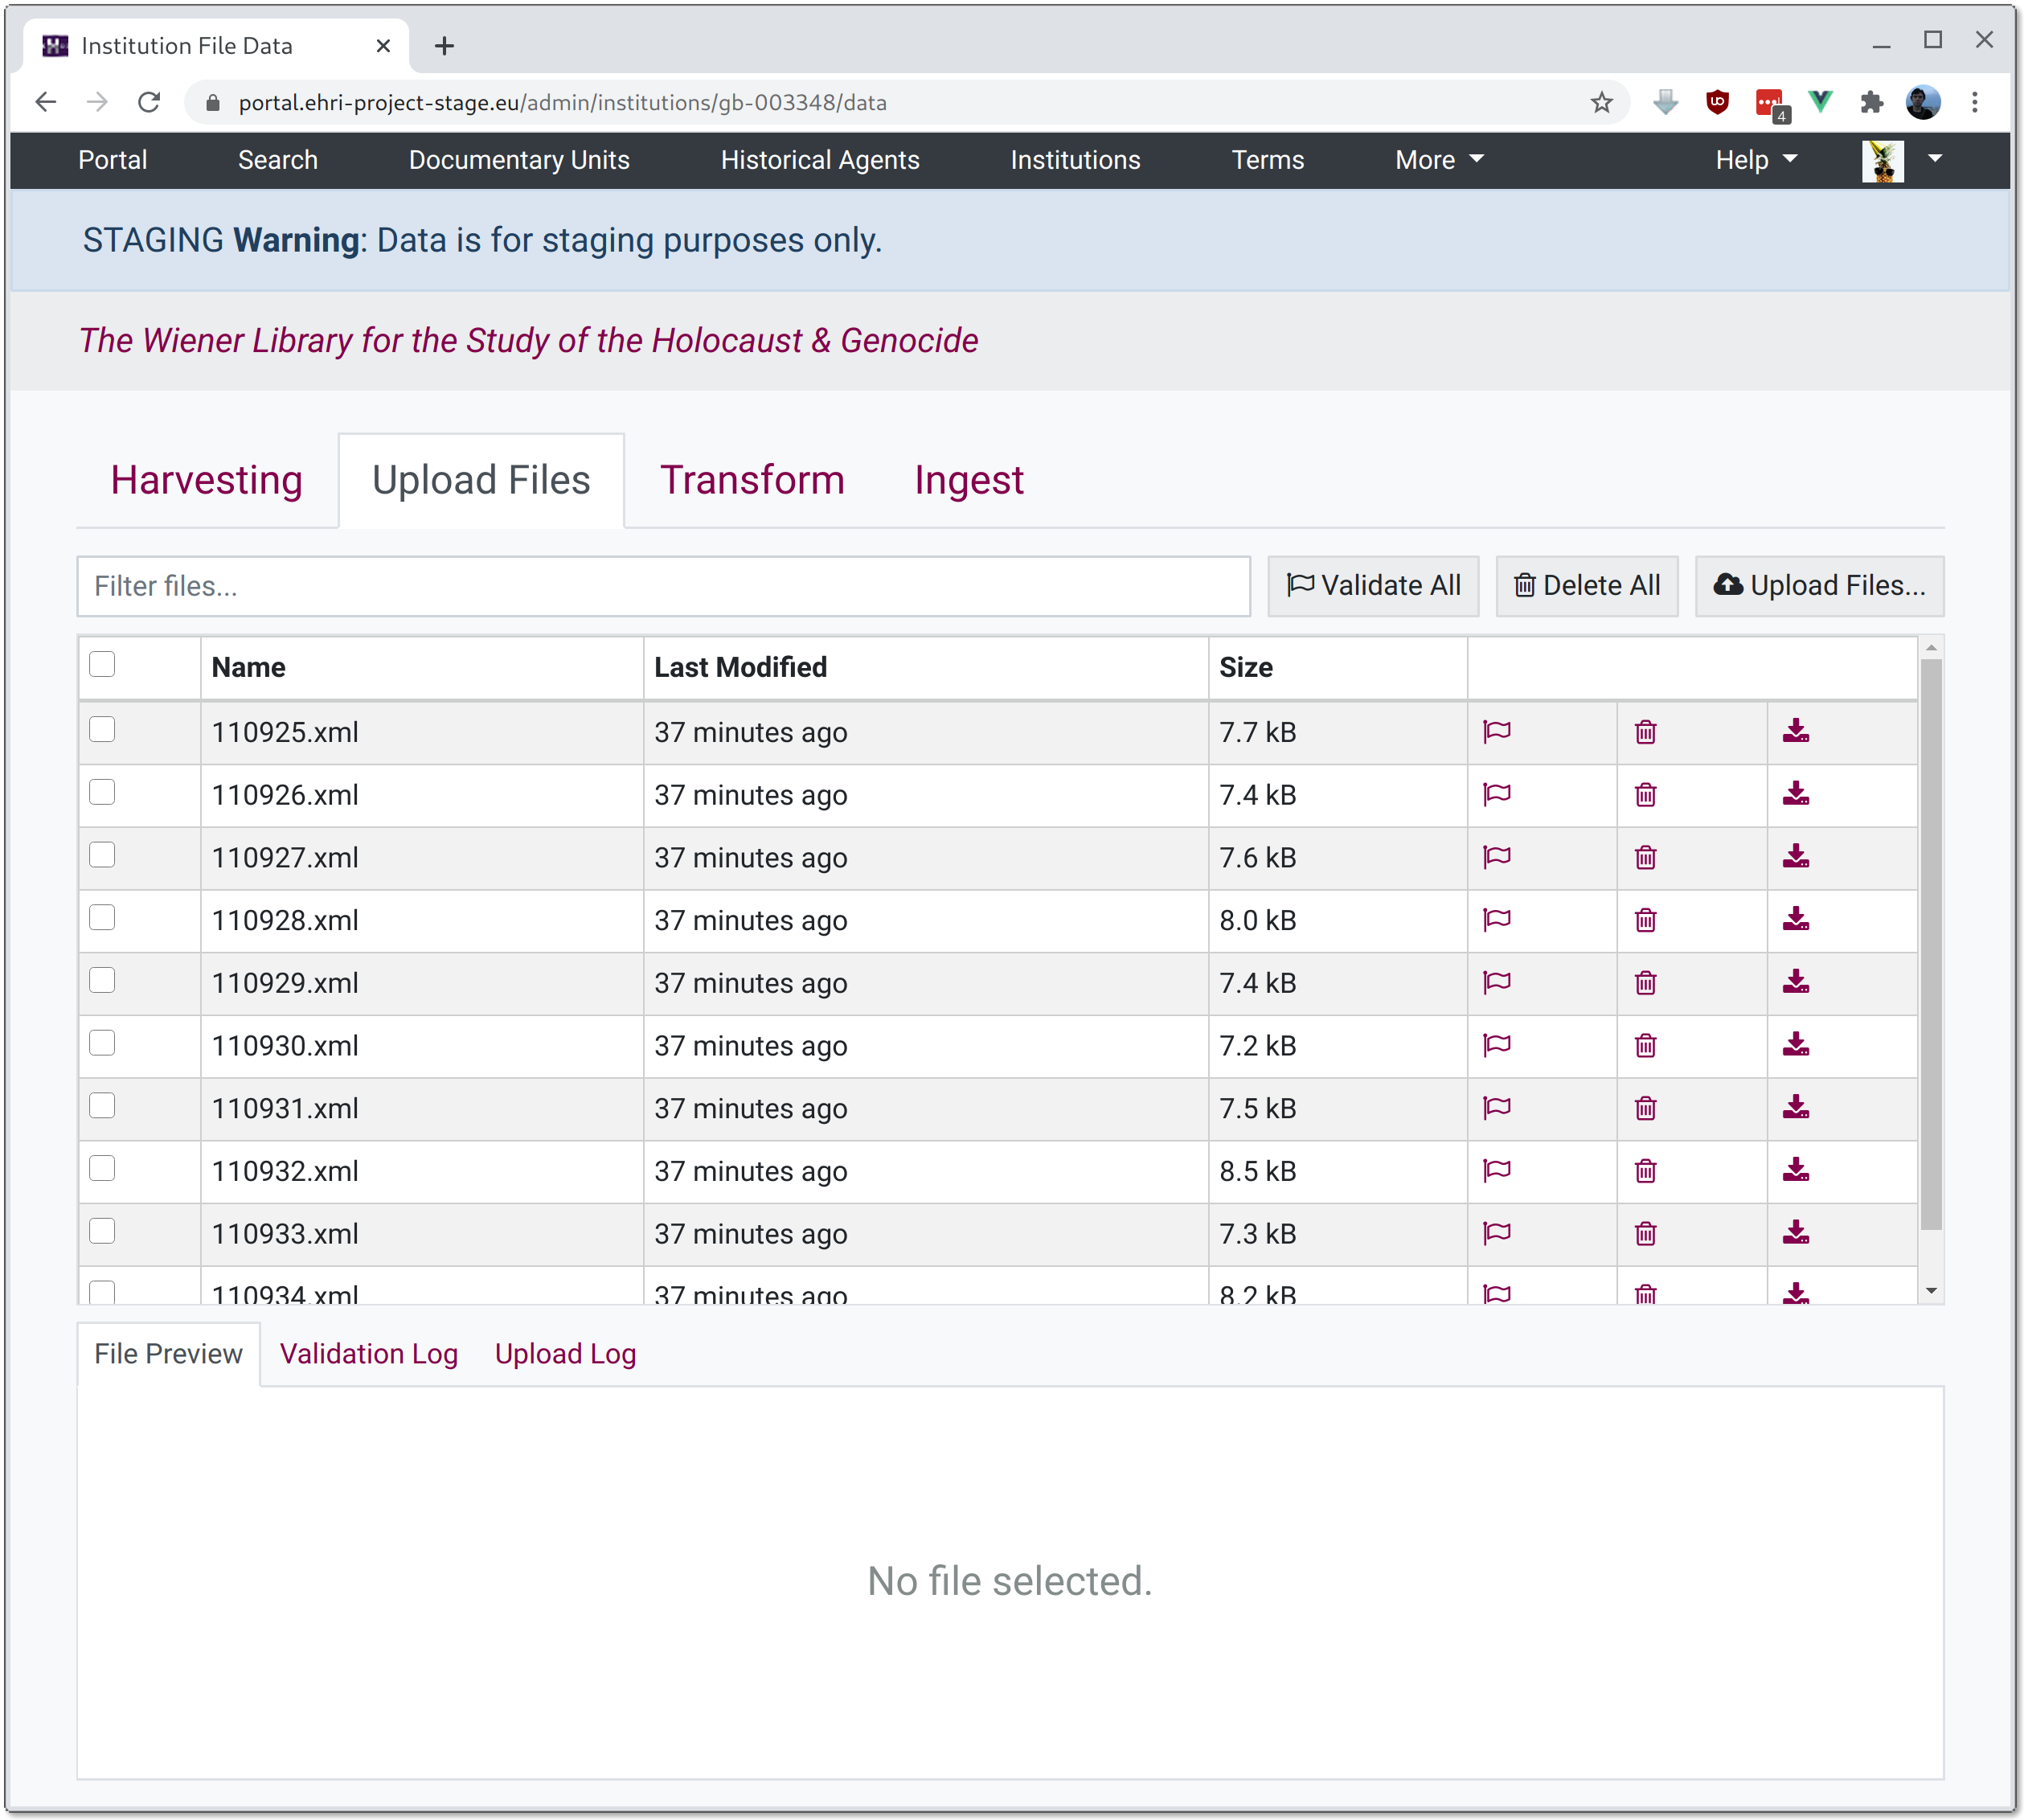 Institution File Data
portal.ehri-project-stage.eu/admin/institutions/gb-003348/data
4
Portal Search Documentary Units Historical Agents Institutions Terms More Help
STAGING Warning: Data is for staging purposes only.
The Wiener Library for the Study of the Holocaust & Genocide
Harvesting Upload Files Transform Ingest
Filter files... Validate All Delete All Upload Files...
Name Last Modified Size
110925.xml 37 minutes ago 7.7 kB
110926.xml 37 minutes ago 7.4 kB
110927.xml 37 minutes ago 7.6 kB
110928.xml 37 minutes ago 8.0 kB
110929.xml 37 minutes ago 7.4 kB
110930.xml 37 minutes ago 7.2 kB
110931.xml 37 minutes ago 7.5 kB
110932.xml 37 minutes ago 8.5 kB
110933.xml 37 minutes ago 7.3 kB
110934.xml 37 minutes ago 8.2 kB
File Preview Validation Log Upload Log
No file selected.